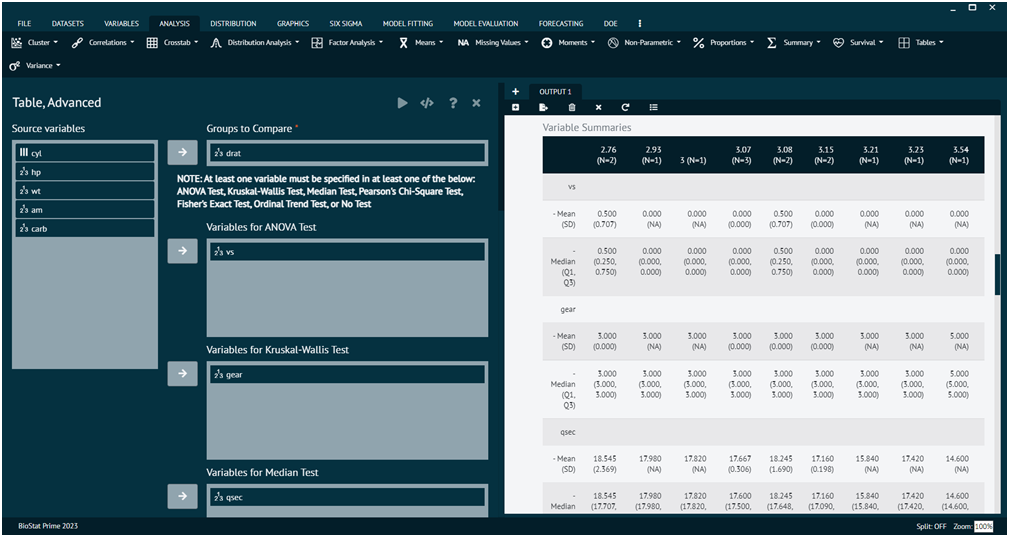 FILE DATASETS VARIABLES ANALYSIS DISTRIBUTION GRAPHICS SIX SIGMA MODEL FITTING MODEL EVALUATION FORECASTING DOE
Cluster Correlations Crosstab Distribution Analysis Factor Analysis Means NA Missing Values Moments Non-Parametric Proportions Summary Survival Tables
σ² Variance
Table, Advanced
Source variables
cyl
hp
wt
am
carb
Groups to Compare *
drat
NOTE: At least one variable must be specified in at least one of the below:
ANOVA Test, Kruskal-Wallis Test, Median Test, Pearson's Chi-Square Test,
Fisher's Exact Test, Ordinal Trend Test, or No Test
Variables for ANOVA Test
vs
Variables for Kruskal-Wallis Test
gear
Variables for Median Test
qsec
+ OUTPUT 1
Variable Summaries
2.76 2.93 3.07 3.08 3.15 3.21 3.23 3.54
(N=2) (N=1) 3 (N=1) (N=3) (N=2) (N=2) (N=1) (N=1) (N=1)
vs
- Mean 0.500 0.000 0.000 0.000 0.500 0.000 0.000 0.000 0.000
(SD) (0.707) (NA) (NA) (0.000) (0.707) (0.000) (NA) (NA) (NA)
- 0.500 0.000 0.000 0.000 0.500 0.000 0.000 0.000 0.000
Median (0.250, (0.000, (0.000, (0.000, (0.250, (0.000, (0.000, (0.000, (0.000,
(Q1, 0.750) 0.000) 0.000) 0.000) 0.750) 0.000) 0.000) 0.000) 0.000)
Q3)
gear
- Mean 3.000 3.000 3.000 3.000 3.000 3.000 3.000 3.000 5.000
(SD) (0.000) (NA) (NA) (0.000) (0.000) (0.000) (NA) (NA) (NA)
- 3.000 3.000 3.000 3.000 3.000 3.000 3.000 3.000 5.000
Median (3.000, (3.000, (3.000, (3.000, (3.000, (3.000, (3.000, (3.000, (5.000,
(Q1, 3.000) 3.000) 3.000) 3.000) 3.000) 3.000) 3.000) 3.000) 5.000)
Q3)
qsec
- Mean 18.545 17.980 17.820 17.667 18.245 17.160 15.840 17.420 14.600
(SD) (2.369) (NA) (NA) (0.306) (1.690) (0.198) (NA) (NA) (NA)
- 18.545 17.980 17.820 17.600 18.245 17.160 15.840 17.420 14.600
Median (17.707, (17.980, (17.820, (17.500, (17.648, (17.090, (15.840, (17.420, (14.600,
BioStat Prime 2023 Split: OFF Zoom: 100%